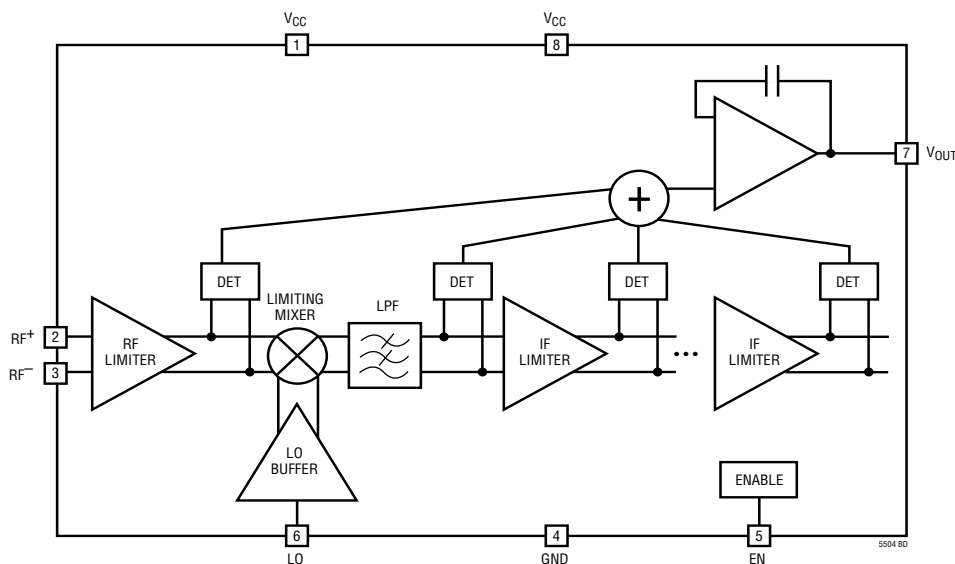 VCC
VCC
1
8
7
VOUT
+
DET
DET
DET
DET
LIMITING
MIXER
LPF
RF+
2
RF
LIMITER
IF
LIMITER
...
IF
LIMITER
RF−
3
LO
BUFFER
ENABLE
6
4
5
LO
GND
EN
5504 BD